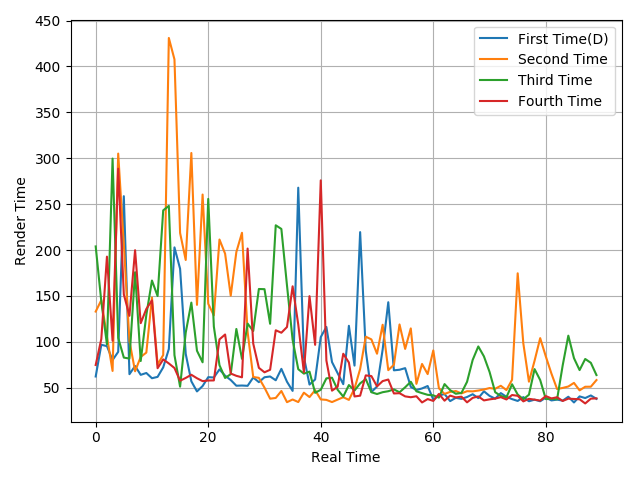 450
400
350
300
250
200
150
100
50
Render Time
0
20
40
60
80
Real Time
First Time(D)
Second Time
Third Time
Fourth Time